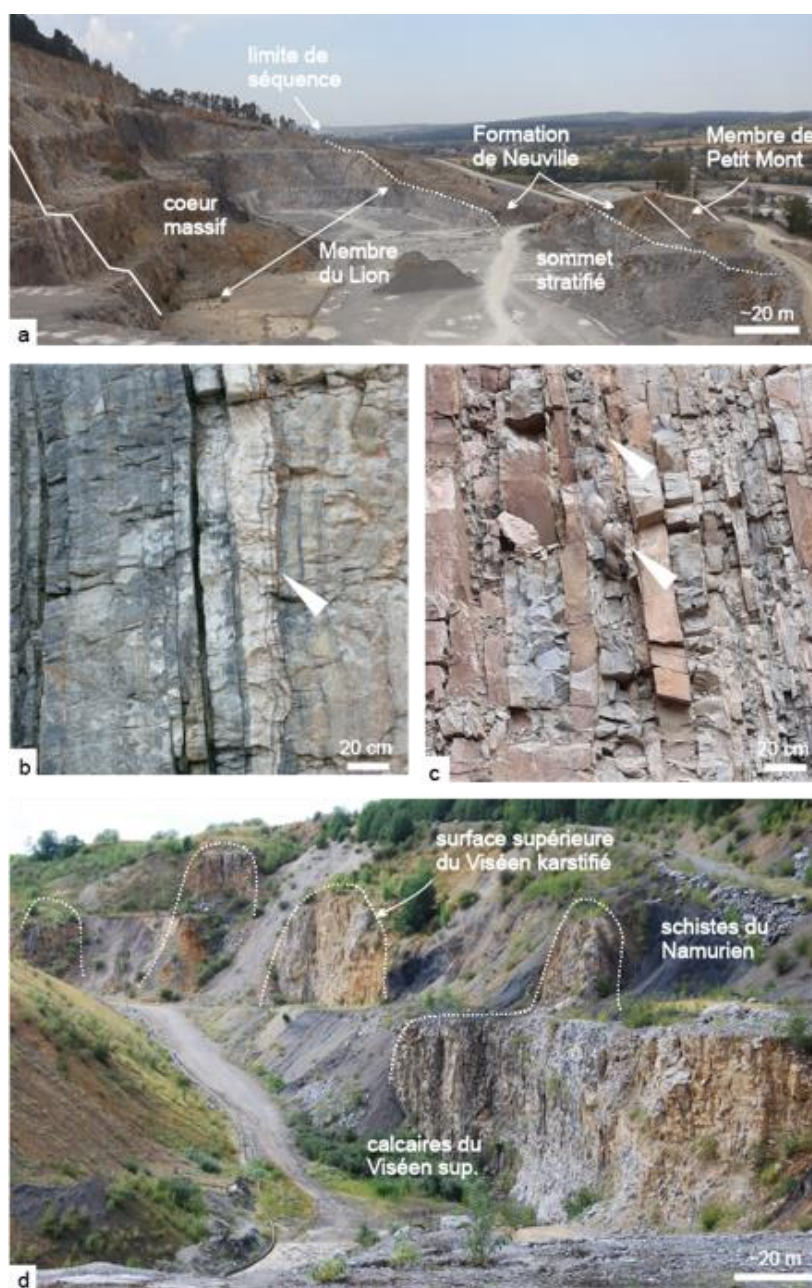 limite de
séquence
Formation
de Neuville
Membre de
Petit Mont
coeur
massif
Membre
du Lion
sommet
stratifié
~20 m
a
20 cm
b
20 cm
c
surface supérieure
du Viséen karstifié
schistes du
Namurien
calcaires du
Viséen sup.
~20 m
d